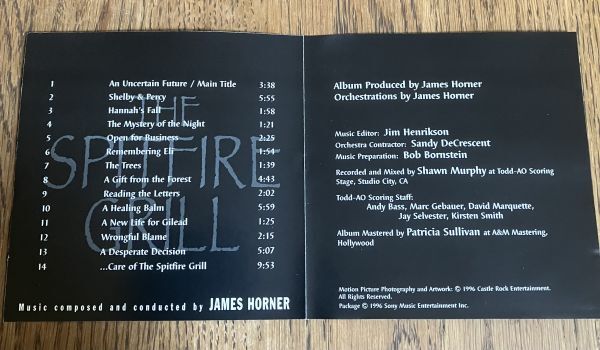 THE
SPITFIRE
GRILL
1 An Uncertain Future / Main Title 3:38
2 Shelby & Percy 5:55
3 Hannah's Fall 1:58
4 The Mystery of the Night 1:21
5 Open for Business 2:25
6 Remembering Eli 1:54
7 The Trees 1:39
8 A Gift from the Forest 4:43
9 Reading the Letters 2:02
10 A Healing Balm 5:59
11 A New Life for Gilead 1:25
12 Wrongful Blame 2:15
13 A Desperate Decision 5:07
14 ...Care of The Spitfire Grill 9:53
Music composed and conducted by JAMES HORNER
Album Produced by James Horner
Orchestrations by James Horner
Music Editor: Jim Henrikson
Orchestra Contractor: Sandy DeCrescent
Music Preparation: Bob Bornstein
Recorded and Mixed by Shawn Murphy at Todd-AO Scoring
Stage, Studio City, CA
Todd-AO Scoring Staff:
Andy Bass, Marc Gebauer, David Marquette,
Jay Selvester, Kirsten Smith
Album Mastered by Patricia Sullivan at A&M Mastering,
Hollywood
Motion Picture Photography and Artwork: © 1996 Castle Rock Entertainment.
All Rights Reserved.
Package © 1996 Sony Music Entertainment Inc.